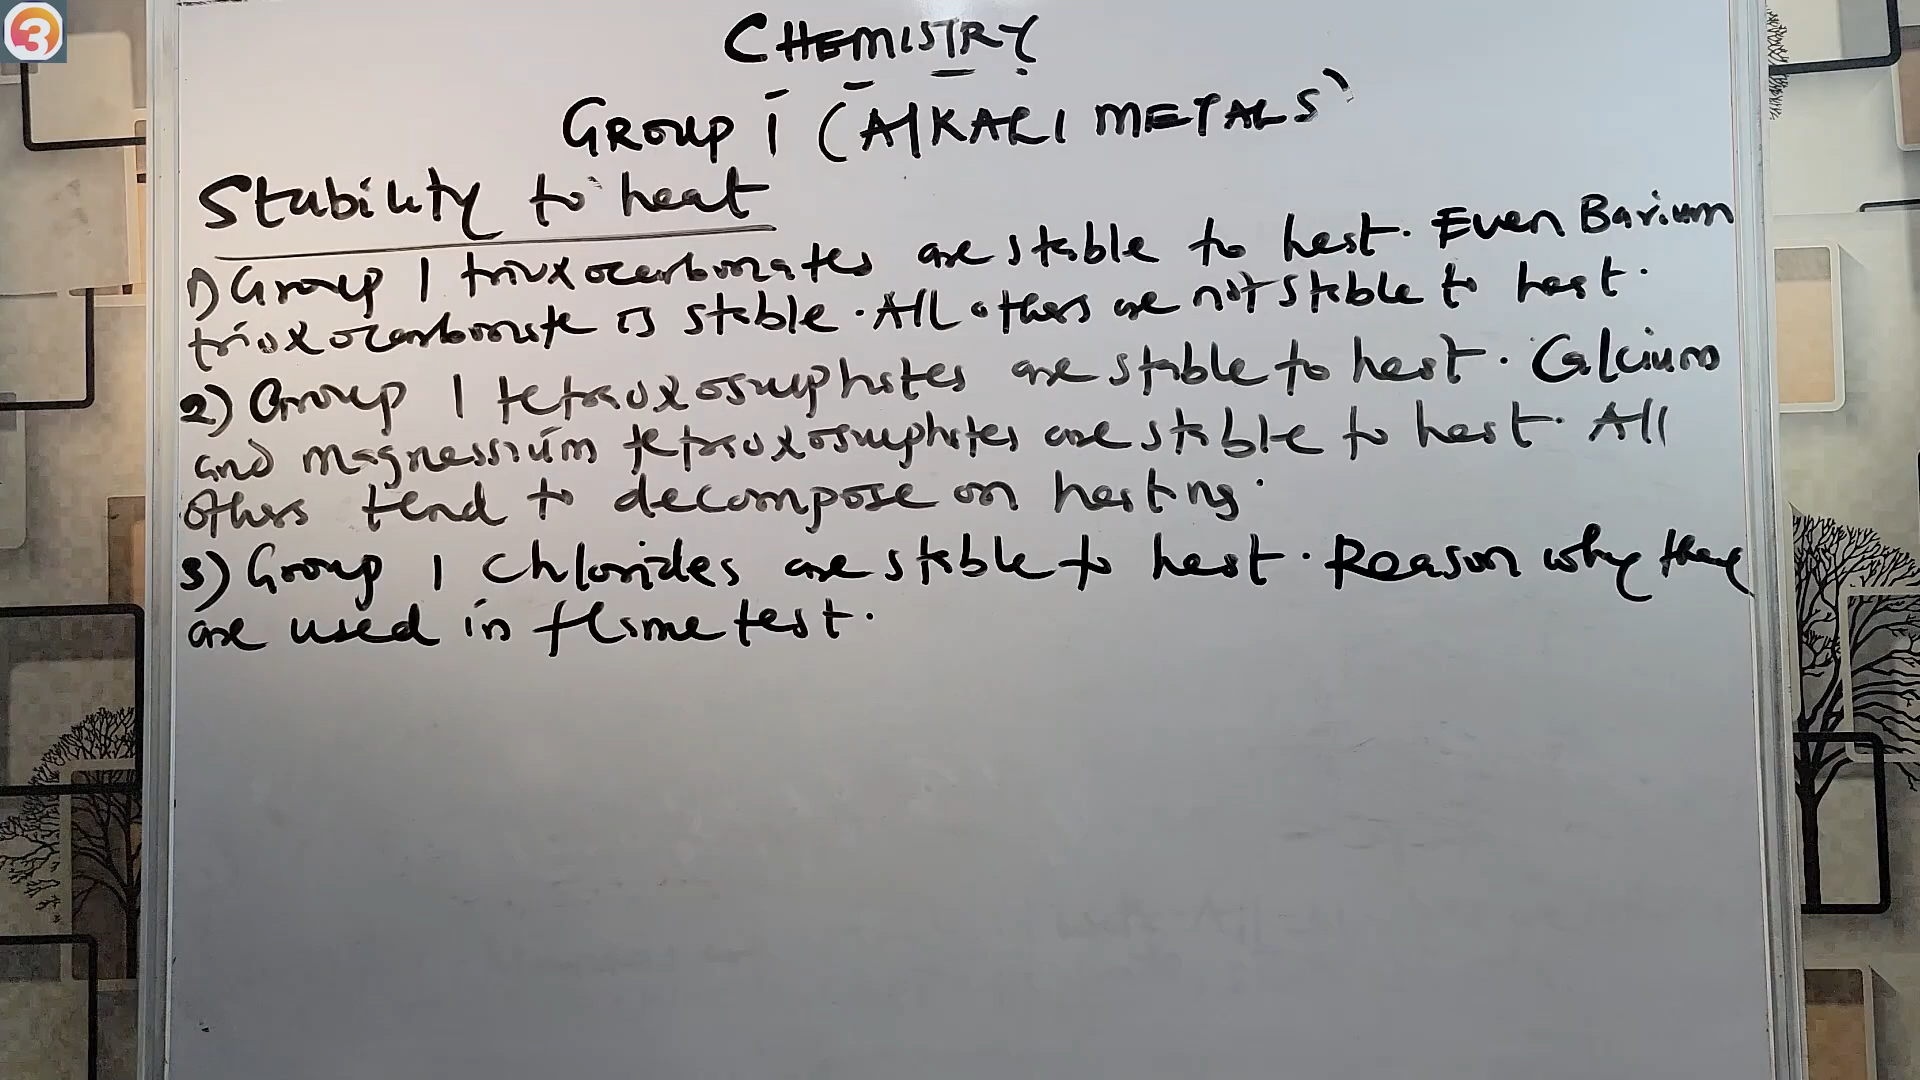 3
CHEMISTRY
GROUP 1 (AlKALI METALS)
Stability to heat
1) Group 1 trioxocarbonates are stable to heat. Even Barium
trioxocarbonate is stable. All others are not stable to heat.
2) Group 1 tetraoxosulphates are stable to heat. Calcium
and magnessium tetraoxosulphates are stable to heat. All
others tend to decompose on heating.
3) Group 1 chlorides are stable to heat. Reason why they
are used in flame test.